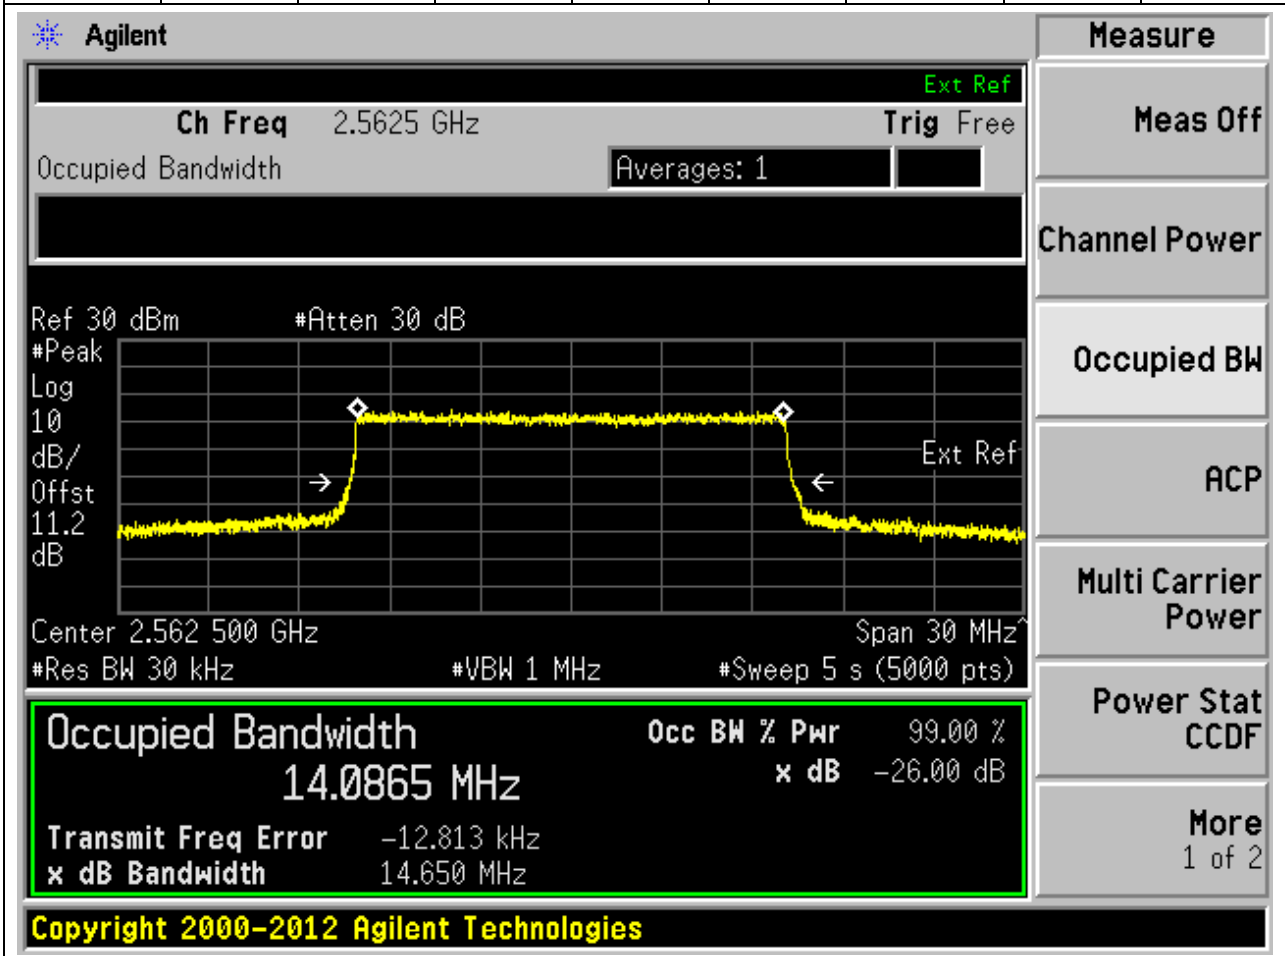 Agilent
Measure
Ext Ref
Ch Freq 2.5625 GHz Trig Free
Meas Off
Occupied Bandwidth Averages: 1
Channel Power
Ref 30 dBm #Atten 30 dB
#Peak
Log
10
dB/
Offst
11.2
dB
Ext Ref
Occupied BW
ACP
Center 2.562 500 GHz Span 30 MHz^
#Res BW 30 kHz #VBW 1 MHz #Sweep 5 s (5000 pts)
Multi Carrier
Power
Occupied Bandwidth Occ BW % Pwr 99.00 %
14.0865 MHz x dB -26.00 dB
Transmit Freq Error -12.813 kHz
x dB Bandwidth 14.650 MHz
Power Stat
CCDF
More
1 of 2
Copyright 2000-2012 Agilent Technologies